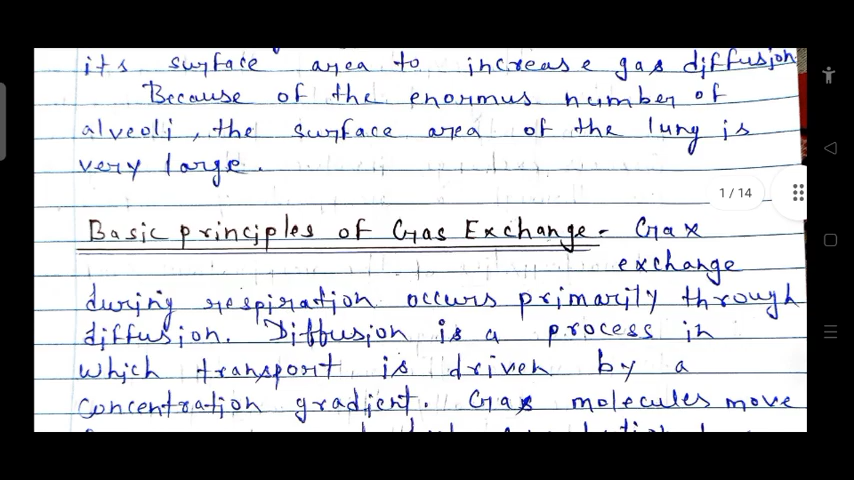 its surface area to increase gas diffusion
Because of the enormus number of
alveoli, the surface area of the lung is
very large.
1/14
Basic principles of Gas Exchange - Gas
exchange
during respiration occurs primarity through
diffusion. Diffusion is a process in
which transport is driven by a
concentration gradient. Gas molecules move